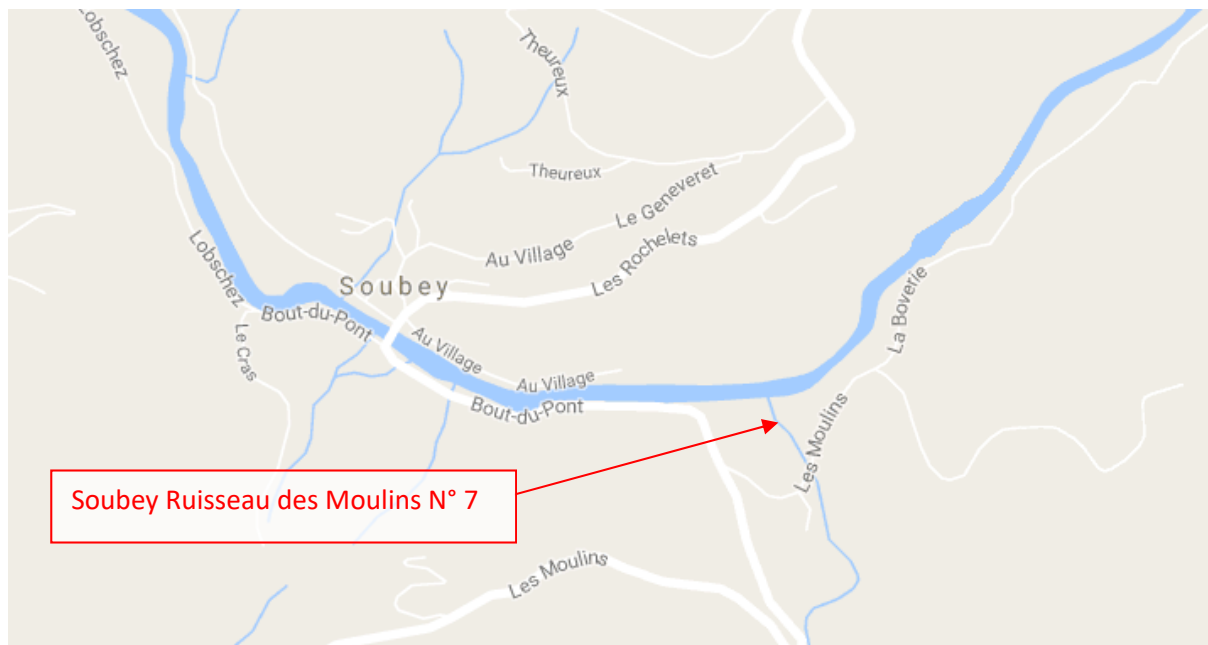 Lobschez
Theureux
Theureux
Le Geneveret
Au Village
Les Rochelets
Lobschez
Soubey
La Boverie
Bout-du-Pont
Le Cras
Au Village
Au Village
Bout-du-Pont
Les Moulins
Soubey Ruisseau des Moulins N° 7
Les Moulins